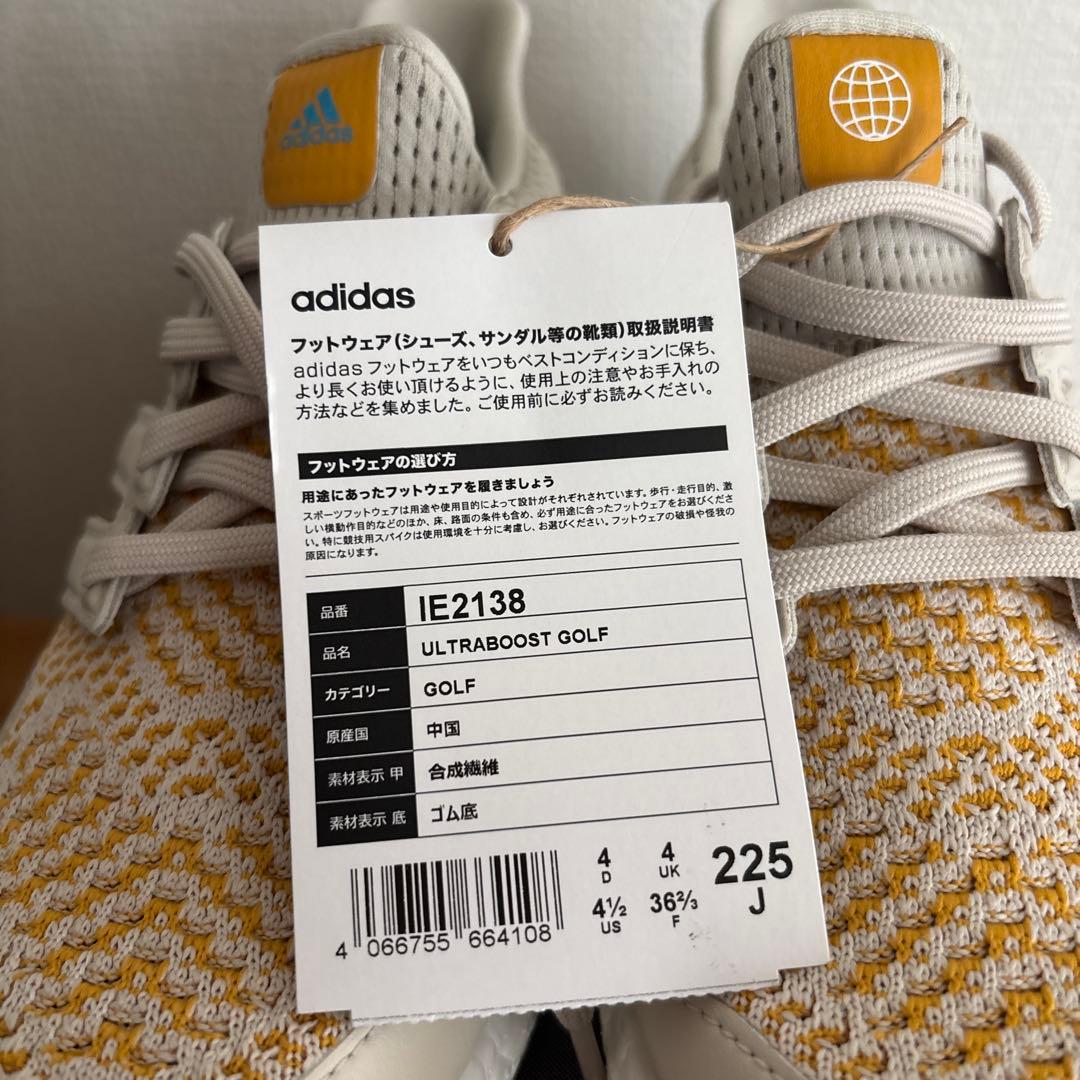 adidas
adidas
フットウェア(シューズ、サンダル等の靴類)取扱説明書
adidas フットウェアをいつもベストコンディションに保ち、
より長くお使い頂けるように、使用上の注意やお手入れの
方法などを集めました。ご使用前に必ずお読みください。
フットウェアの選び方
用途にあったフットウェアを履きましょう
スポーツフットウェアは用途や使用目的によって設計がそれぞれされています。歩行・走行目的、激
しい横動作目的などのほか、床、路面の条件も含め、必ず用途に合ったフットウェアをお選びくださ
い。特に競技用スパイクは使用環境を十分に考慮し、お選びください。フットウェアの破損や怪我の
原因になります。
品番 IE2138
品名 ULTRABOOST GOLF
カテゴリー GOLF
原産国 中国
素材表示 甲 合成繊維
素材表示 底 ゴム底
4 D 4 UK 225 J
4½ US 36⅔ F
4 066755 664108